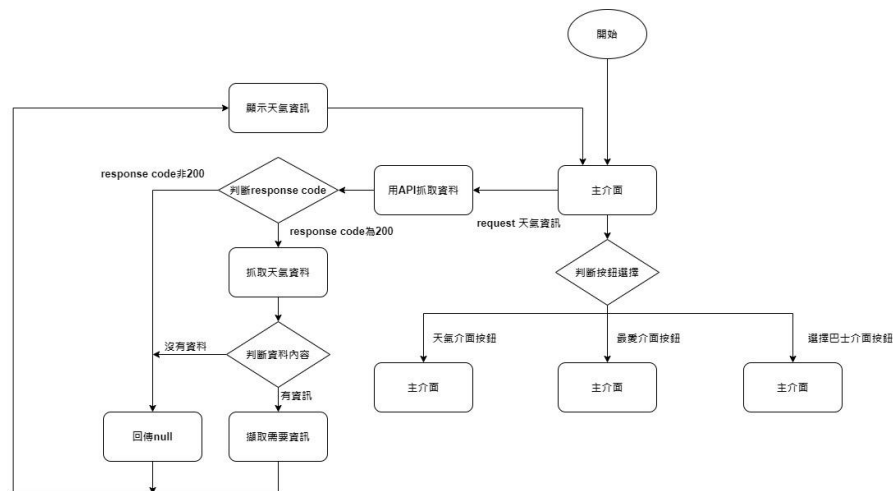 開始
顯示天氣資訊
response code非200
判斷response code
用API抓取資料
主介面
request 天氣資訊
response code為200
抓取天氣資料
判斷按鈕選擇
天氣介面按鈕
最愛介面按鈕
選擇巴士介面按鈕
沒有資料
判斷資料內容
主介面
主介面
主介面
有資訊
回傳null
擷取需要資訊